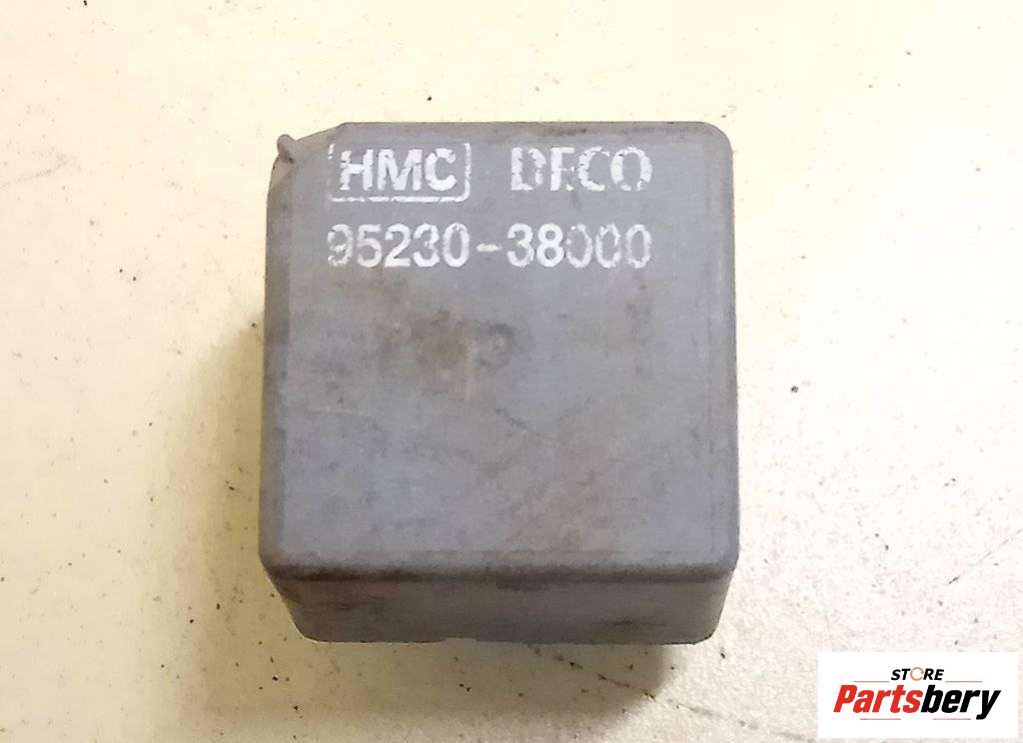 HMC DECO
95230-38000
STORE
Partsbery